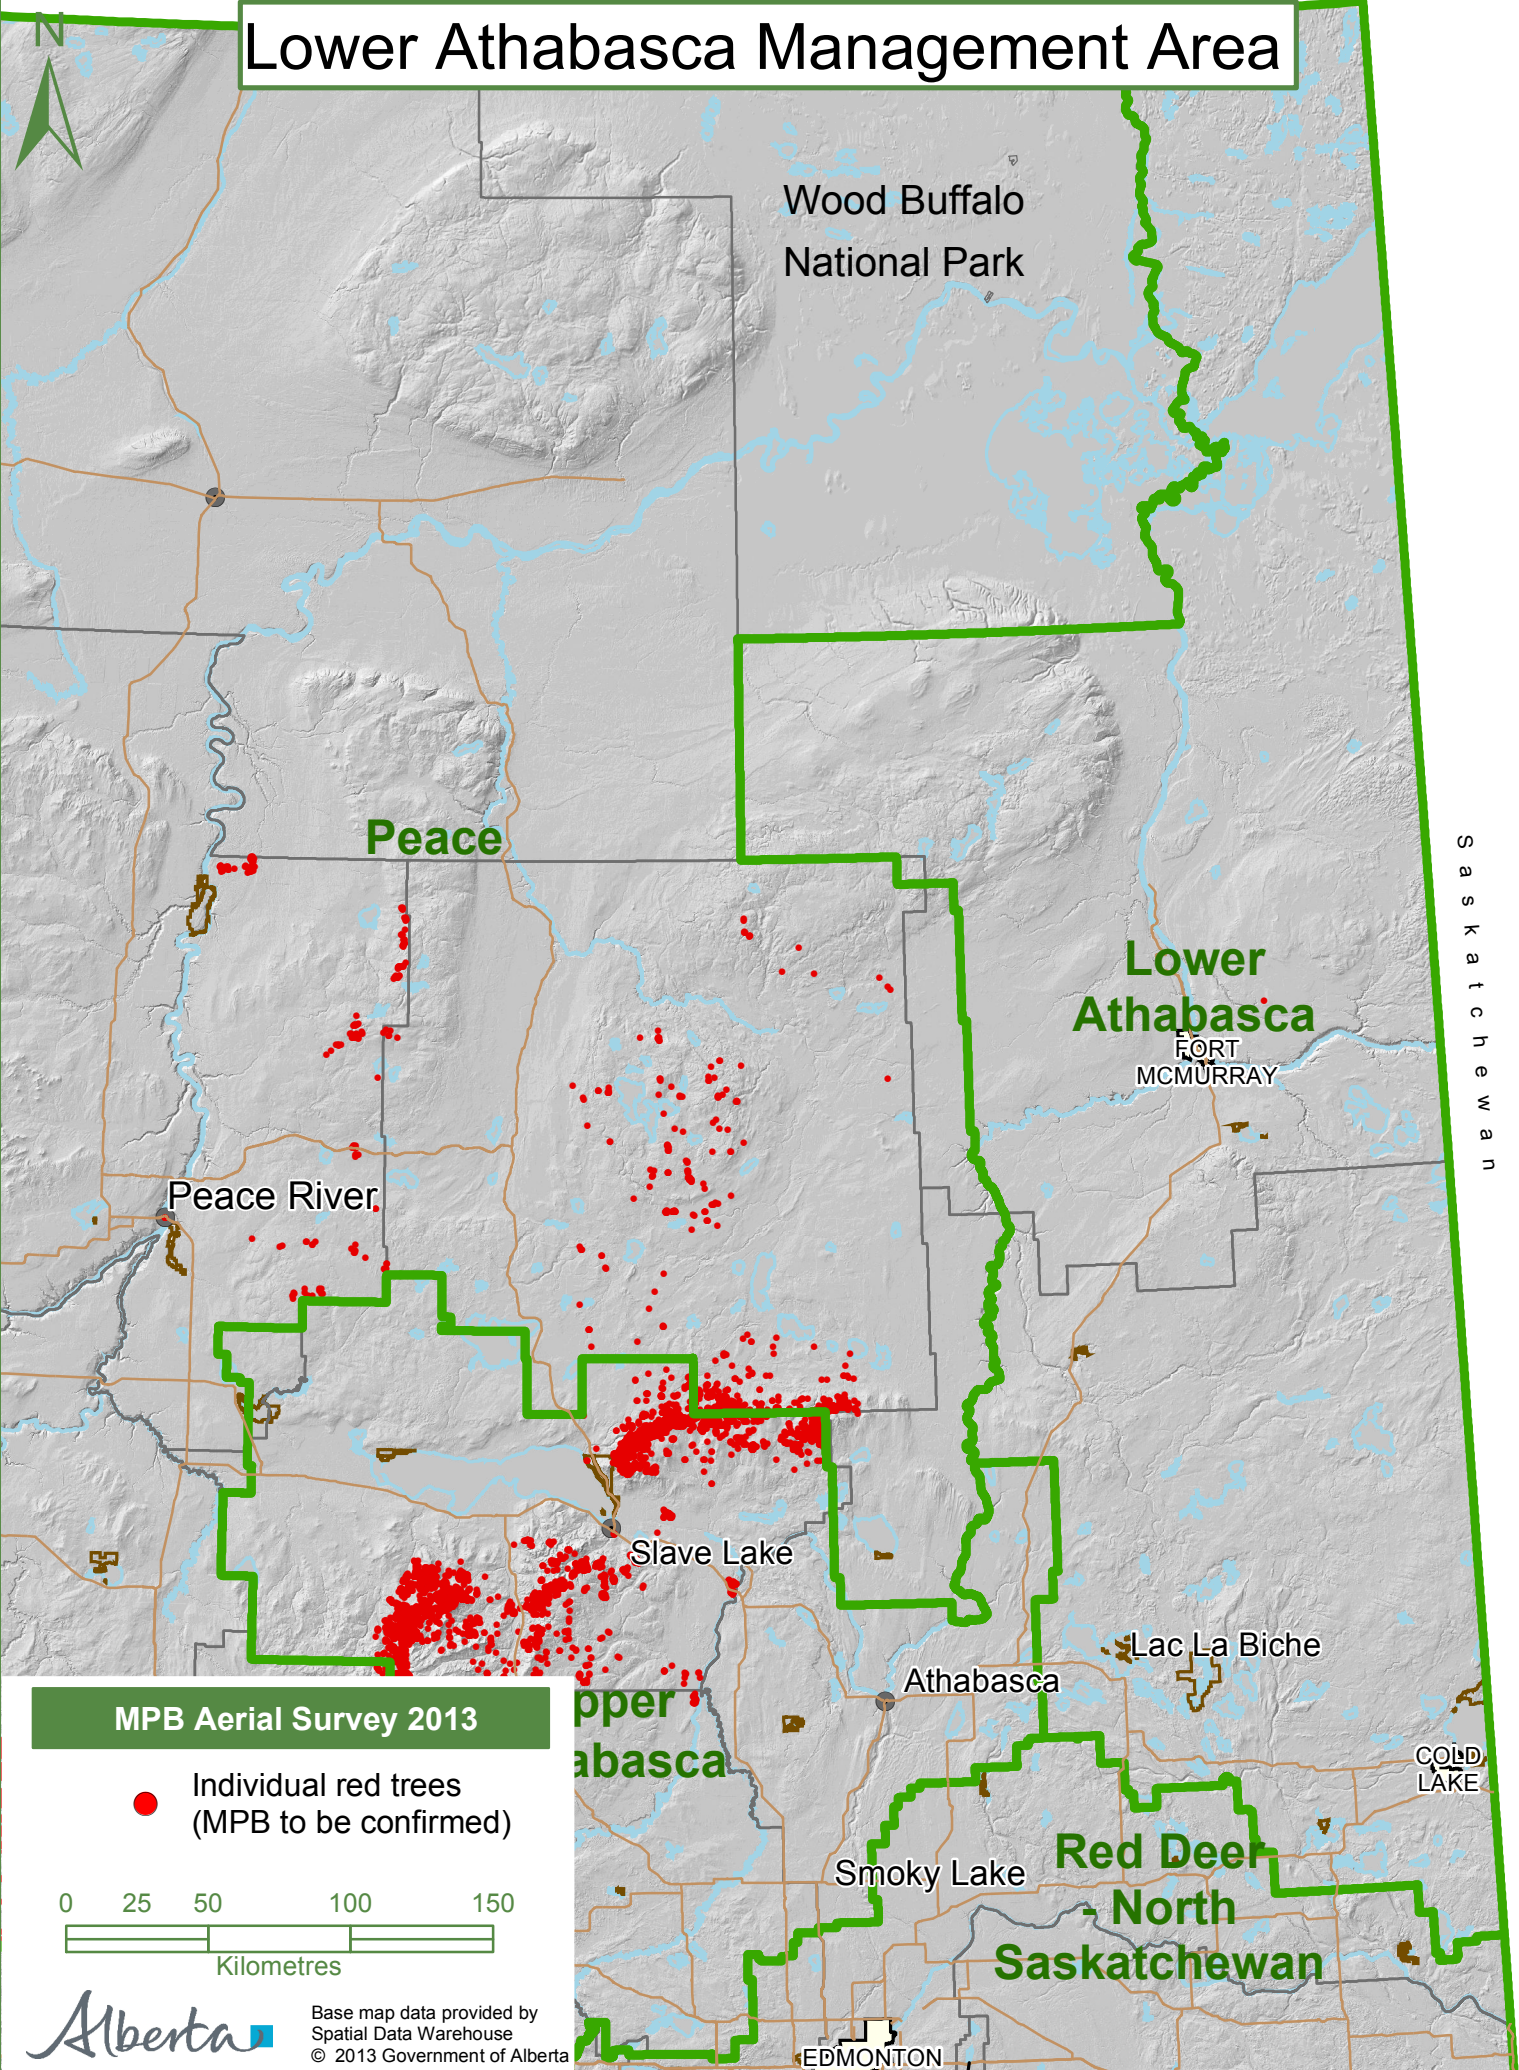 Lower Athabasca Management Area
N
Wood Buffalo
National Park
Peace
Lower
Athabasca
FORT
MCMURRAY
Saskatchewan
Peace River
Slave Lake
Lac La Biche
Athabasca
pper
abasca
COLD
LAKE
Smoky Lake
Red Deer
- North
Saskatchewan
EDMONTON
MPB Aerial Survey 2013
Individual red trees
(MPB to be confirmed)
0 25 50 100 150
Kilometres
Alberta
Base map data provided by
Spatial Data Warehouse
© 2013 Government of Alberta